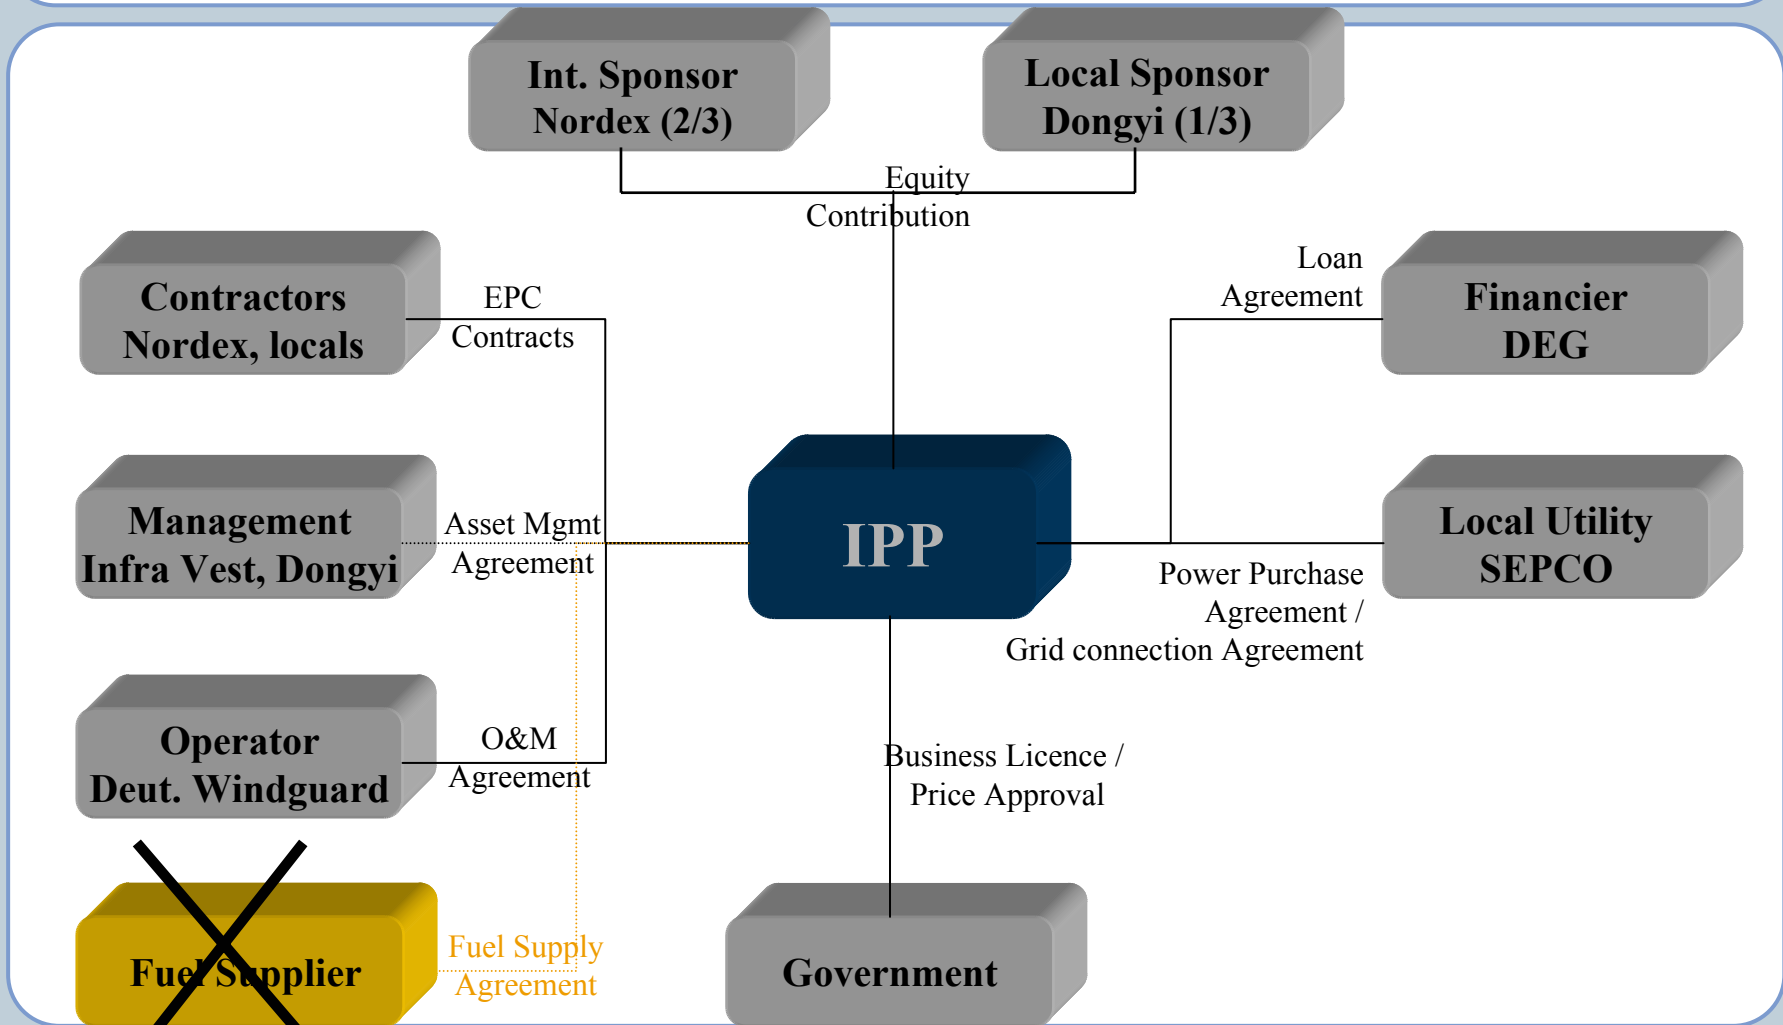 Int. Sponsor
Nordex (2/3)
Local Sponsor
Dongyi (1/3)
Equity
Contribution
Contractors
Nordex, locals
EPC
Contracts
Loan
Agreement
Financier
DEG
Management
Infra Vest, Dongyi
Asset Mgmt
Agreement
IPP
Local Utility
SEPCO
Power Purchase
Agreement /
Grid connection Agreement
Operator
Deut. Windguard
O&M
Agreement
Business Licence /
Price Approval
Fuel Supplier
Fuel Supply
Agreement
Government